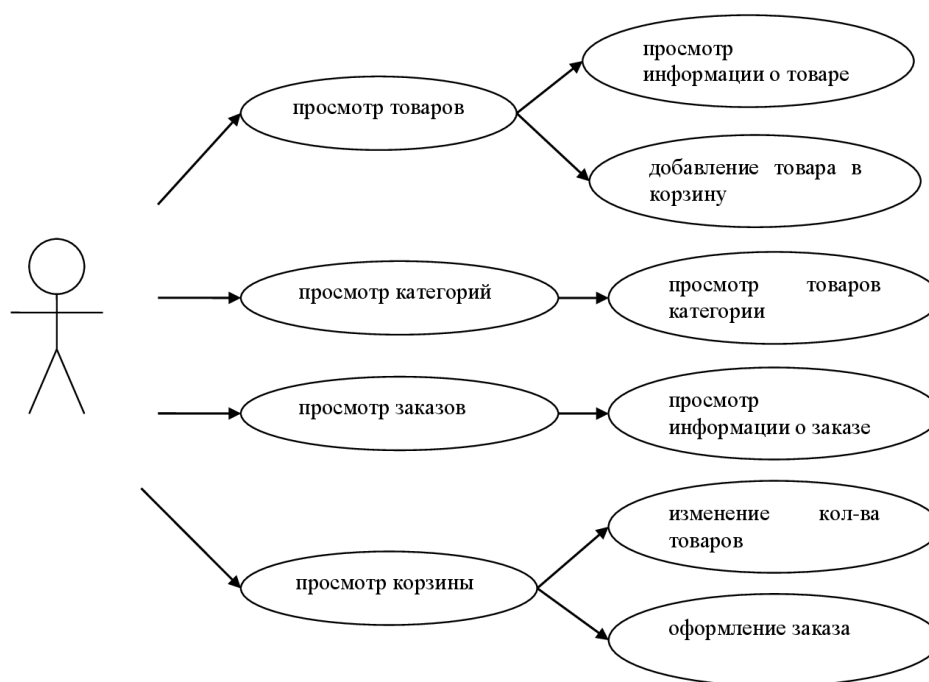 просмотр
информации о товаре
просмотр товаров
добавление товара в
корзину
просмотр категорий
просмотр товаров
категории
просмотр заказов
просмотр
информации о заказе
изменение кол-ва
товаров
просмотр корзины
оформление заказа